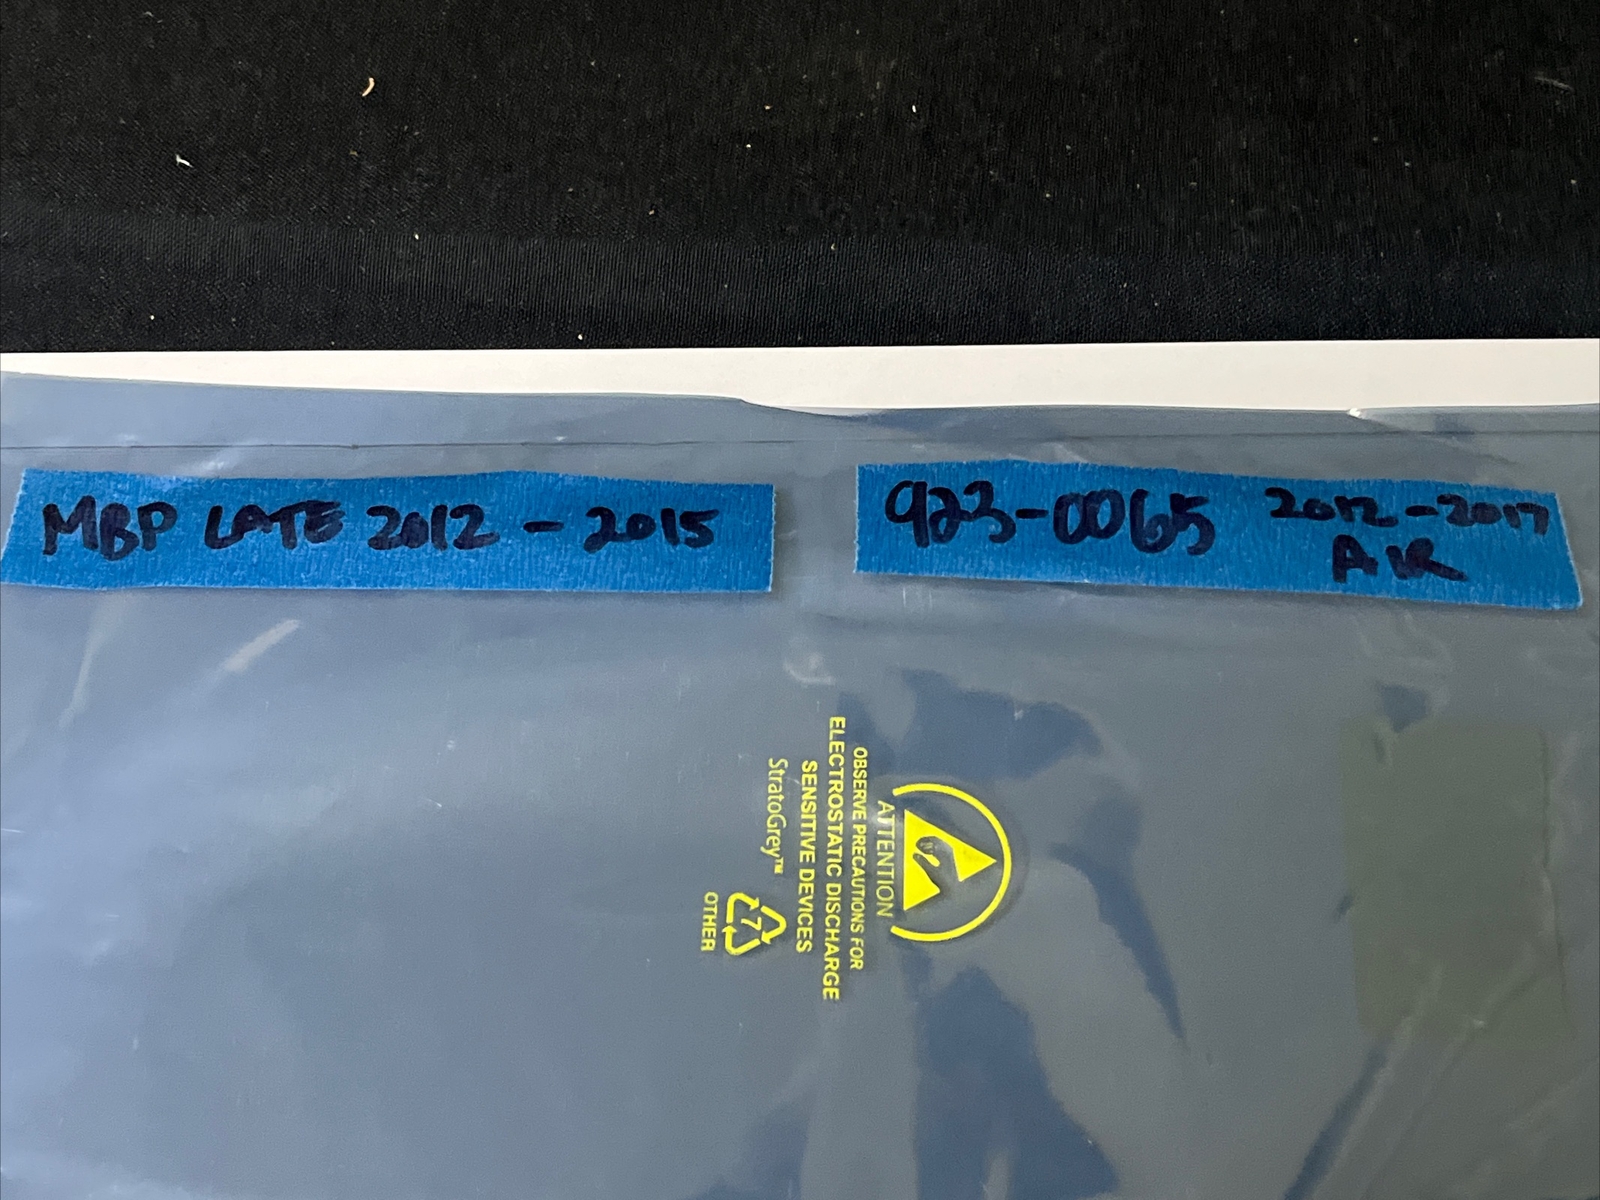 MBP LATE 2012 - 2015
923-0065 2012-2017
AIR
ATTENTION
OBSERVE PRECAUTIONS FOR
ELECTROSTATIC DISCHARGE
SENSITIVE DEVICES
StratoGrey™
7
OTHER